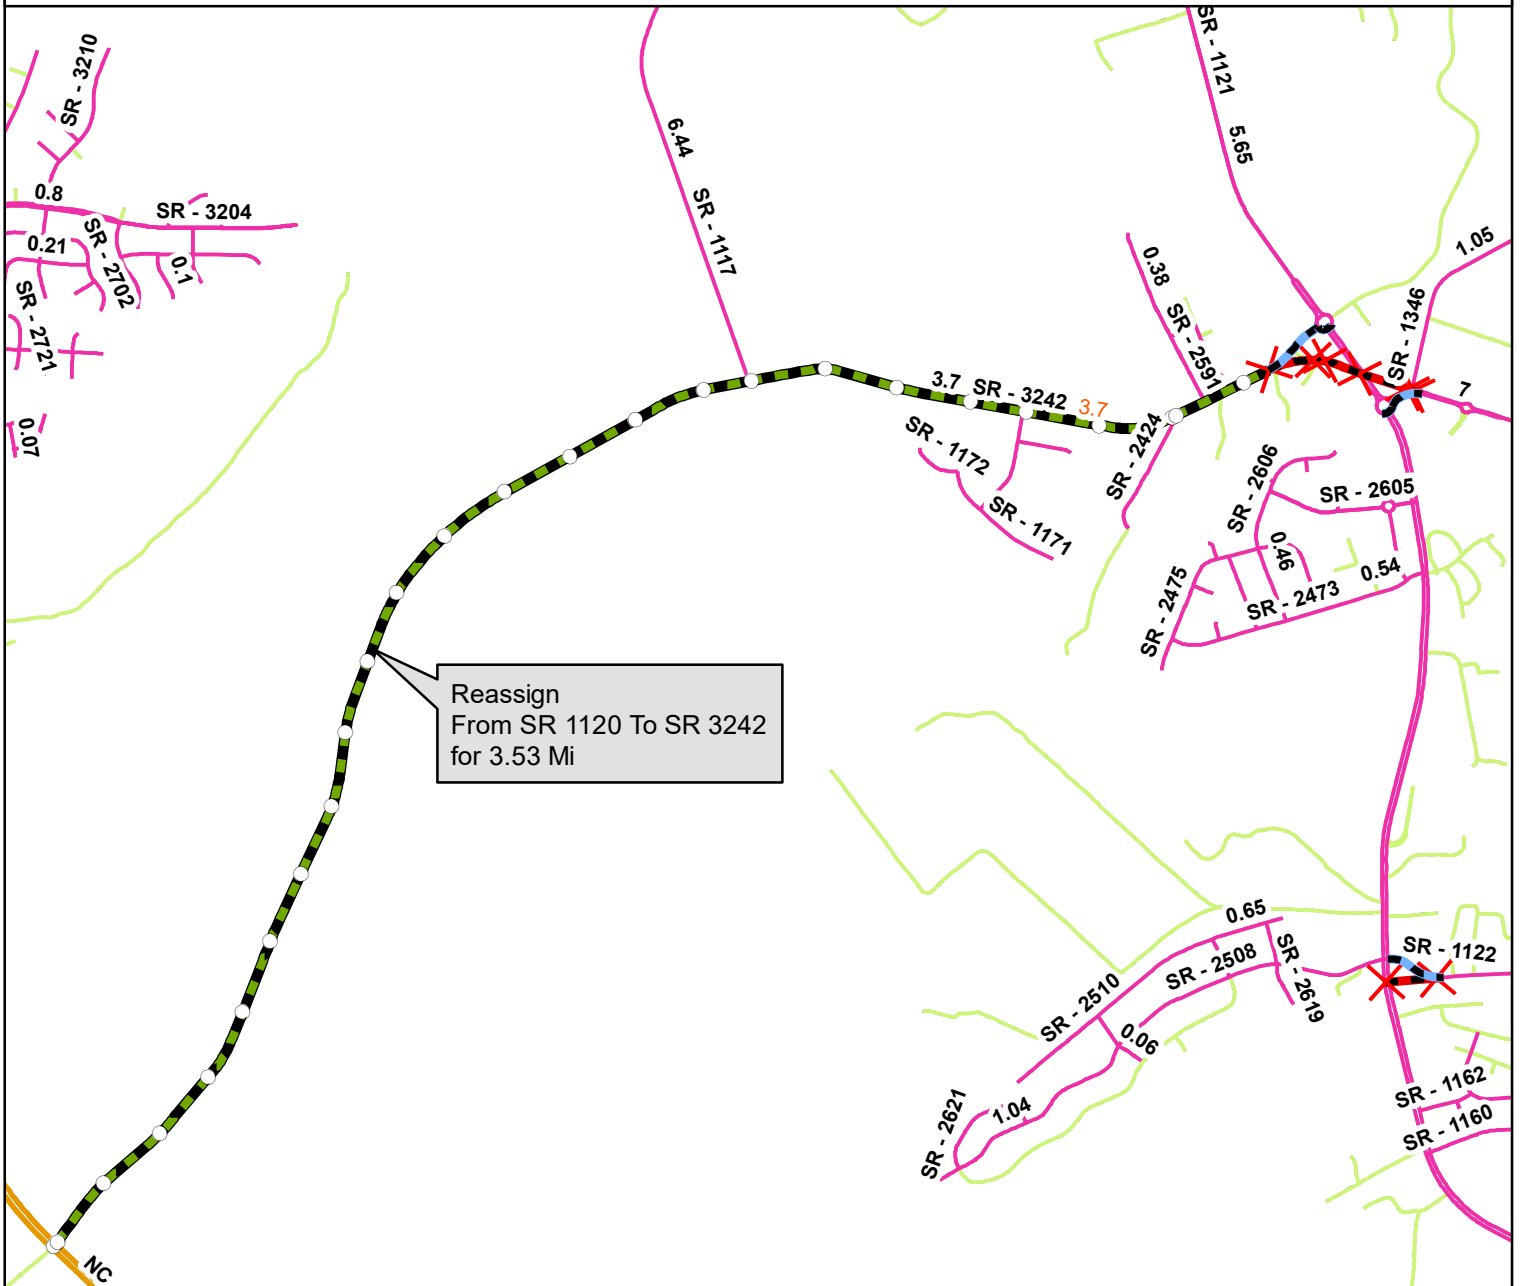 SR - 3210
SR - 1121
5.65
6.44
SR - 1117
0.8
SR - 3204
0.21
SR - 2702
0.1
SR - 2721
0.07
1.05
0.38
SR - 2591
SR - 1346
7
3.7
SR - 3242
3.7
SR - 2424
SR - 1172
SR - 1171
SR - 2606
SR - 2605
0.46
0.54
SR - 2475
SR - 2473
Reassign
From SR 1120 To SR 3242
for 3.53 Mi
0.65
SR - 2508
SR - 2619
SR - 1122
SR - 2510
0.06
1.04
SR - 2621
SR - 1162
SR - 1160
NC